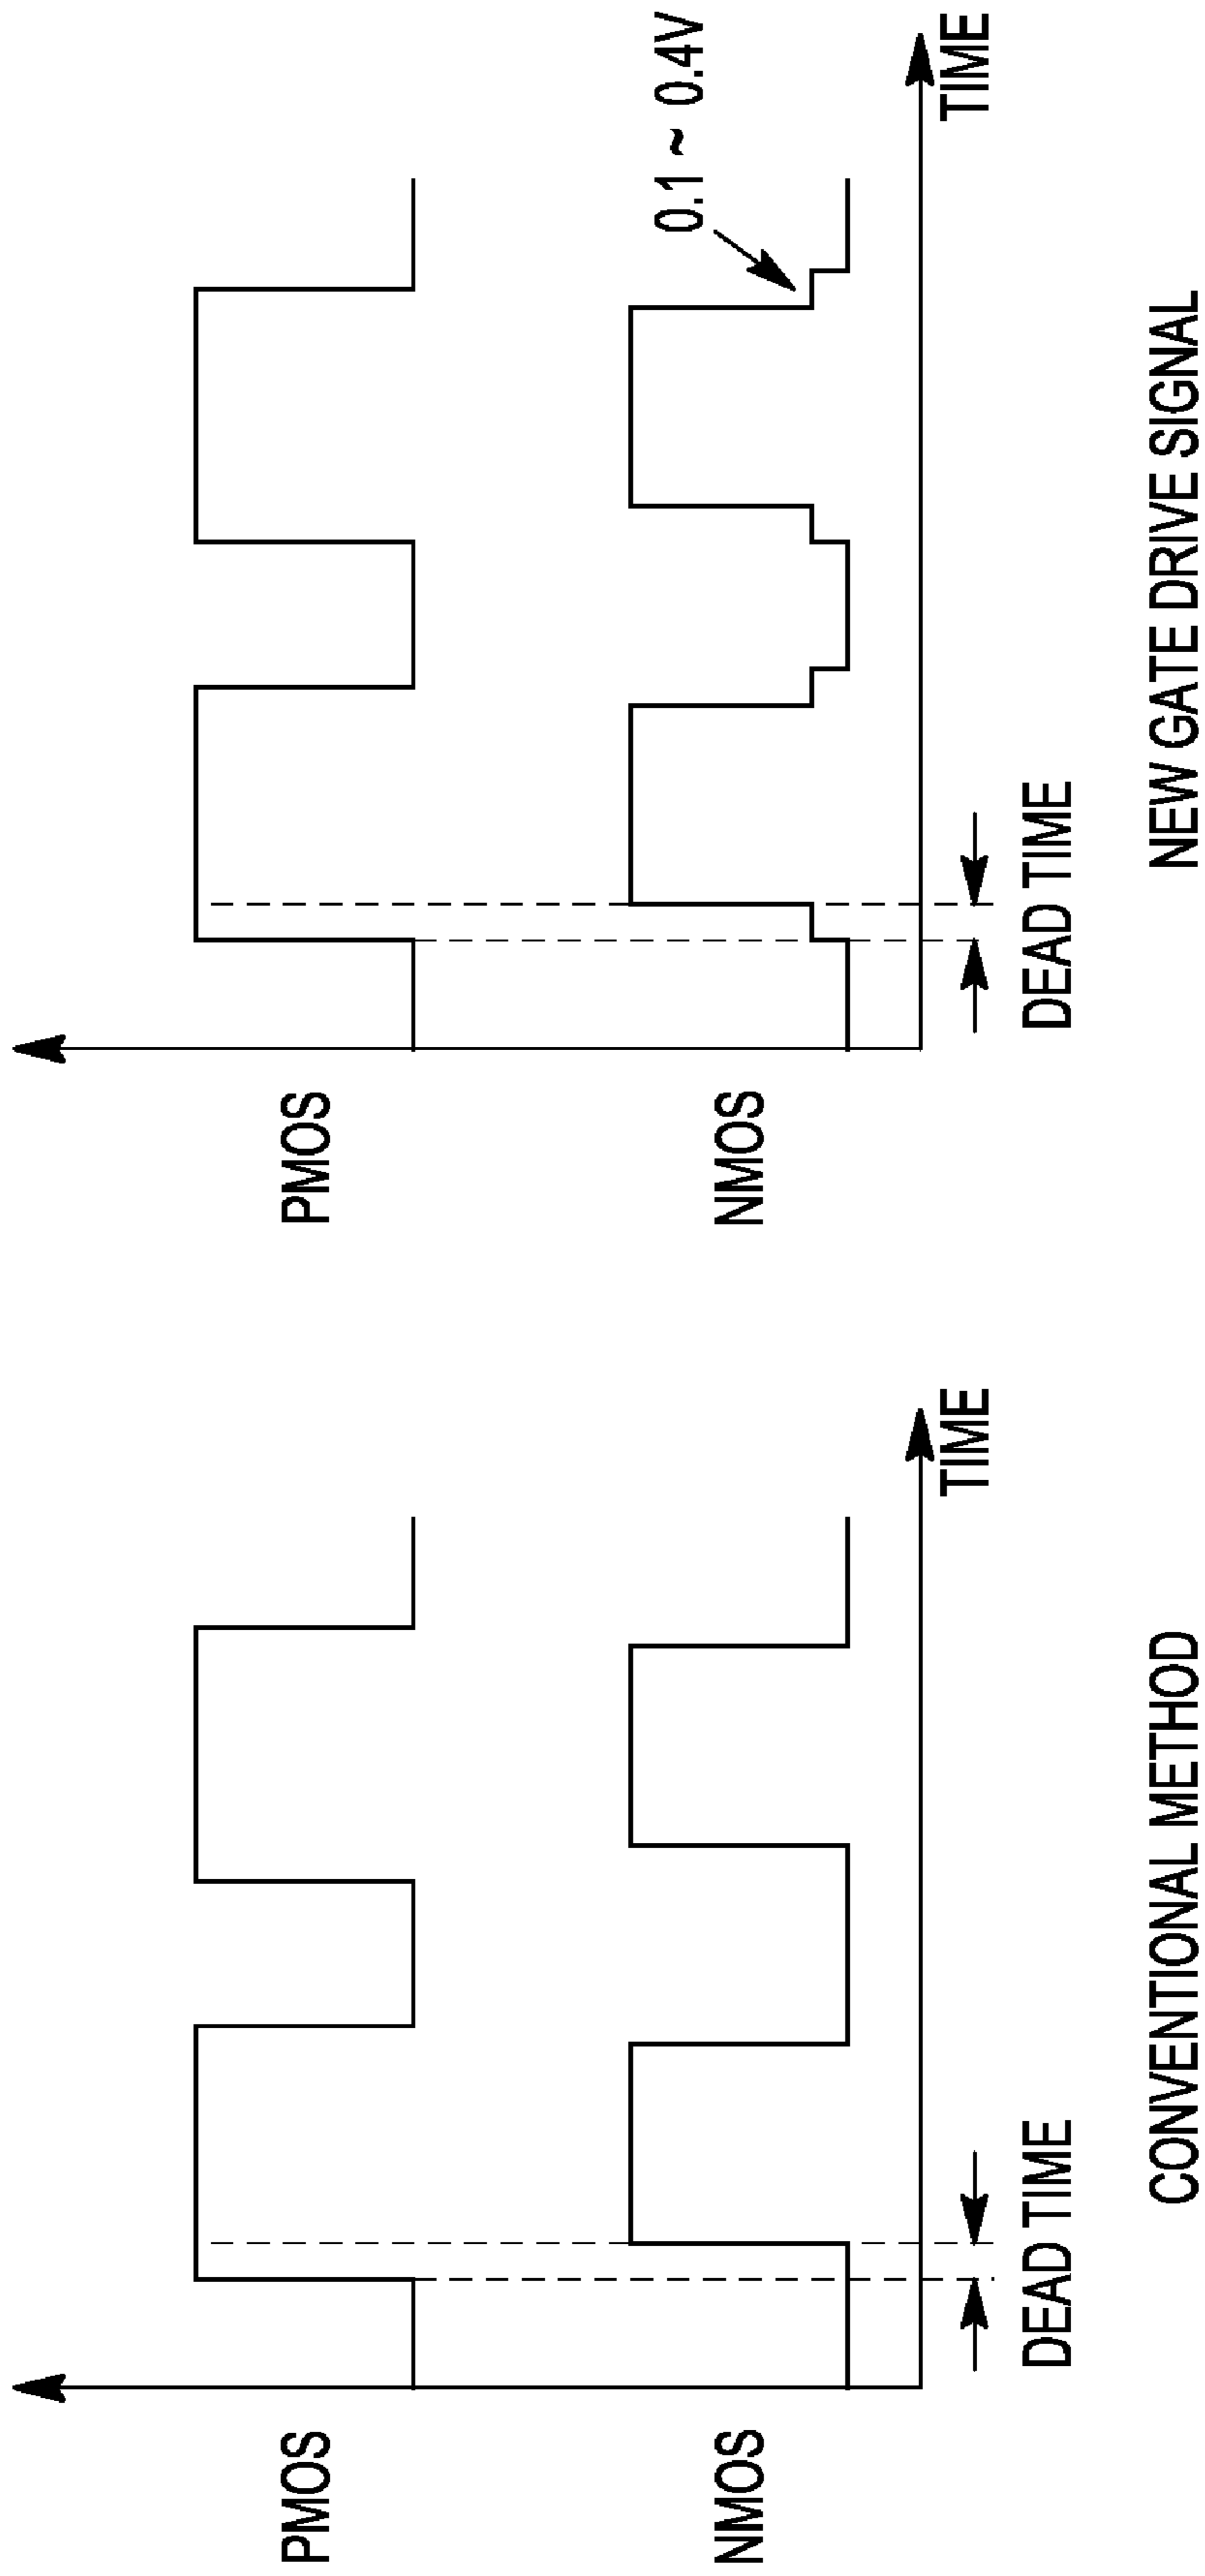 PMOS
NMOS
TIME
DEAD TIME
CONVENTIONAL METHOD
PMOS
NMOS
0.1 ~ 0.4V
TIME
DEAD TIME
NEW GATE DRIVE SIGNAL